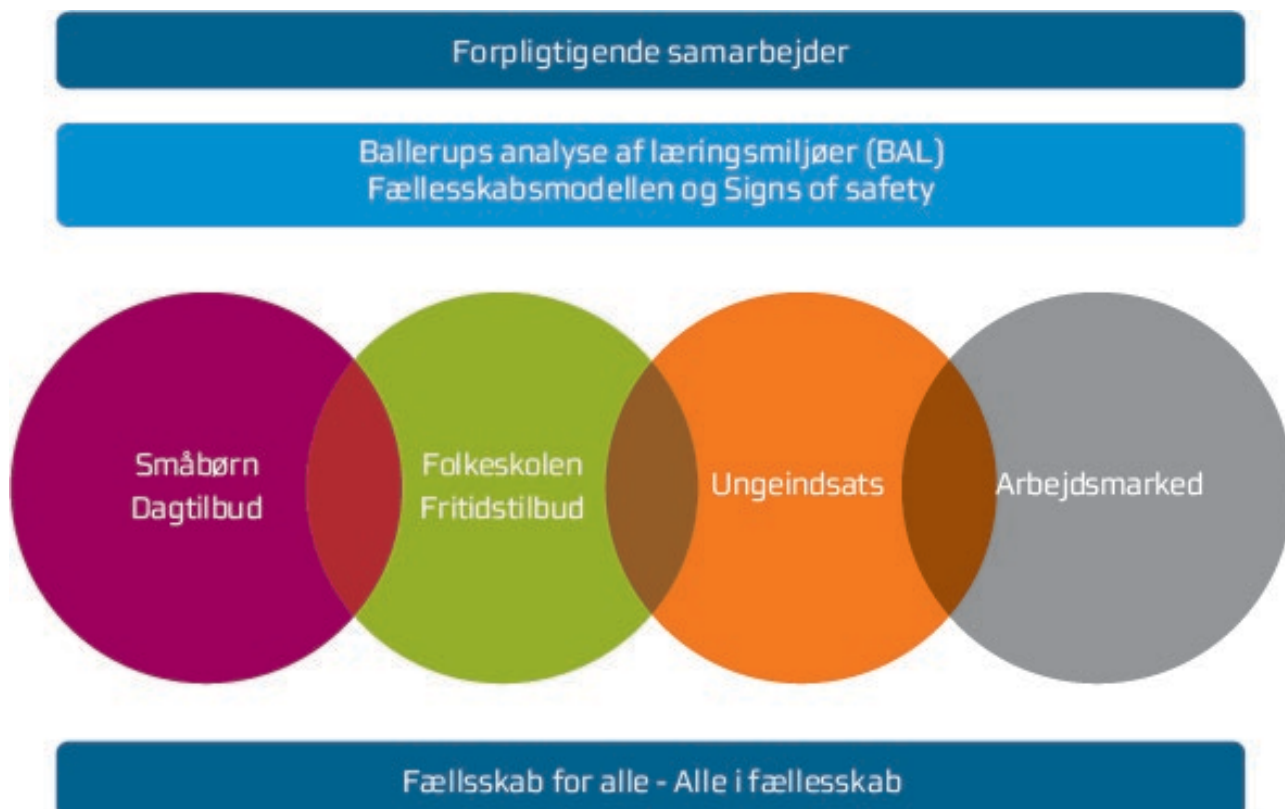 Forpligtigende samarbejder
Ballerups analyse af læringsmiljøer (BAL)
Fællesskabsmodellen og Signs of safety
Småbørn
Dagtilbud
Folkeskolen
Fritidstilbud
Ungeindsats
Arbejdsmarked
Fællsskab for alle - Alle i fællesskab